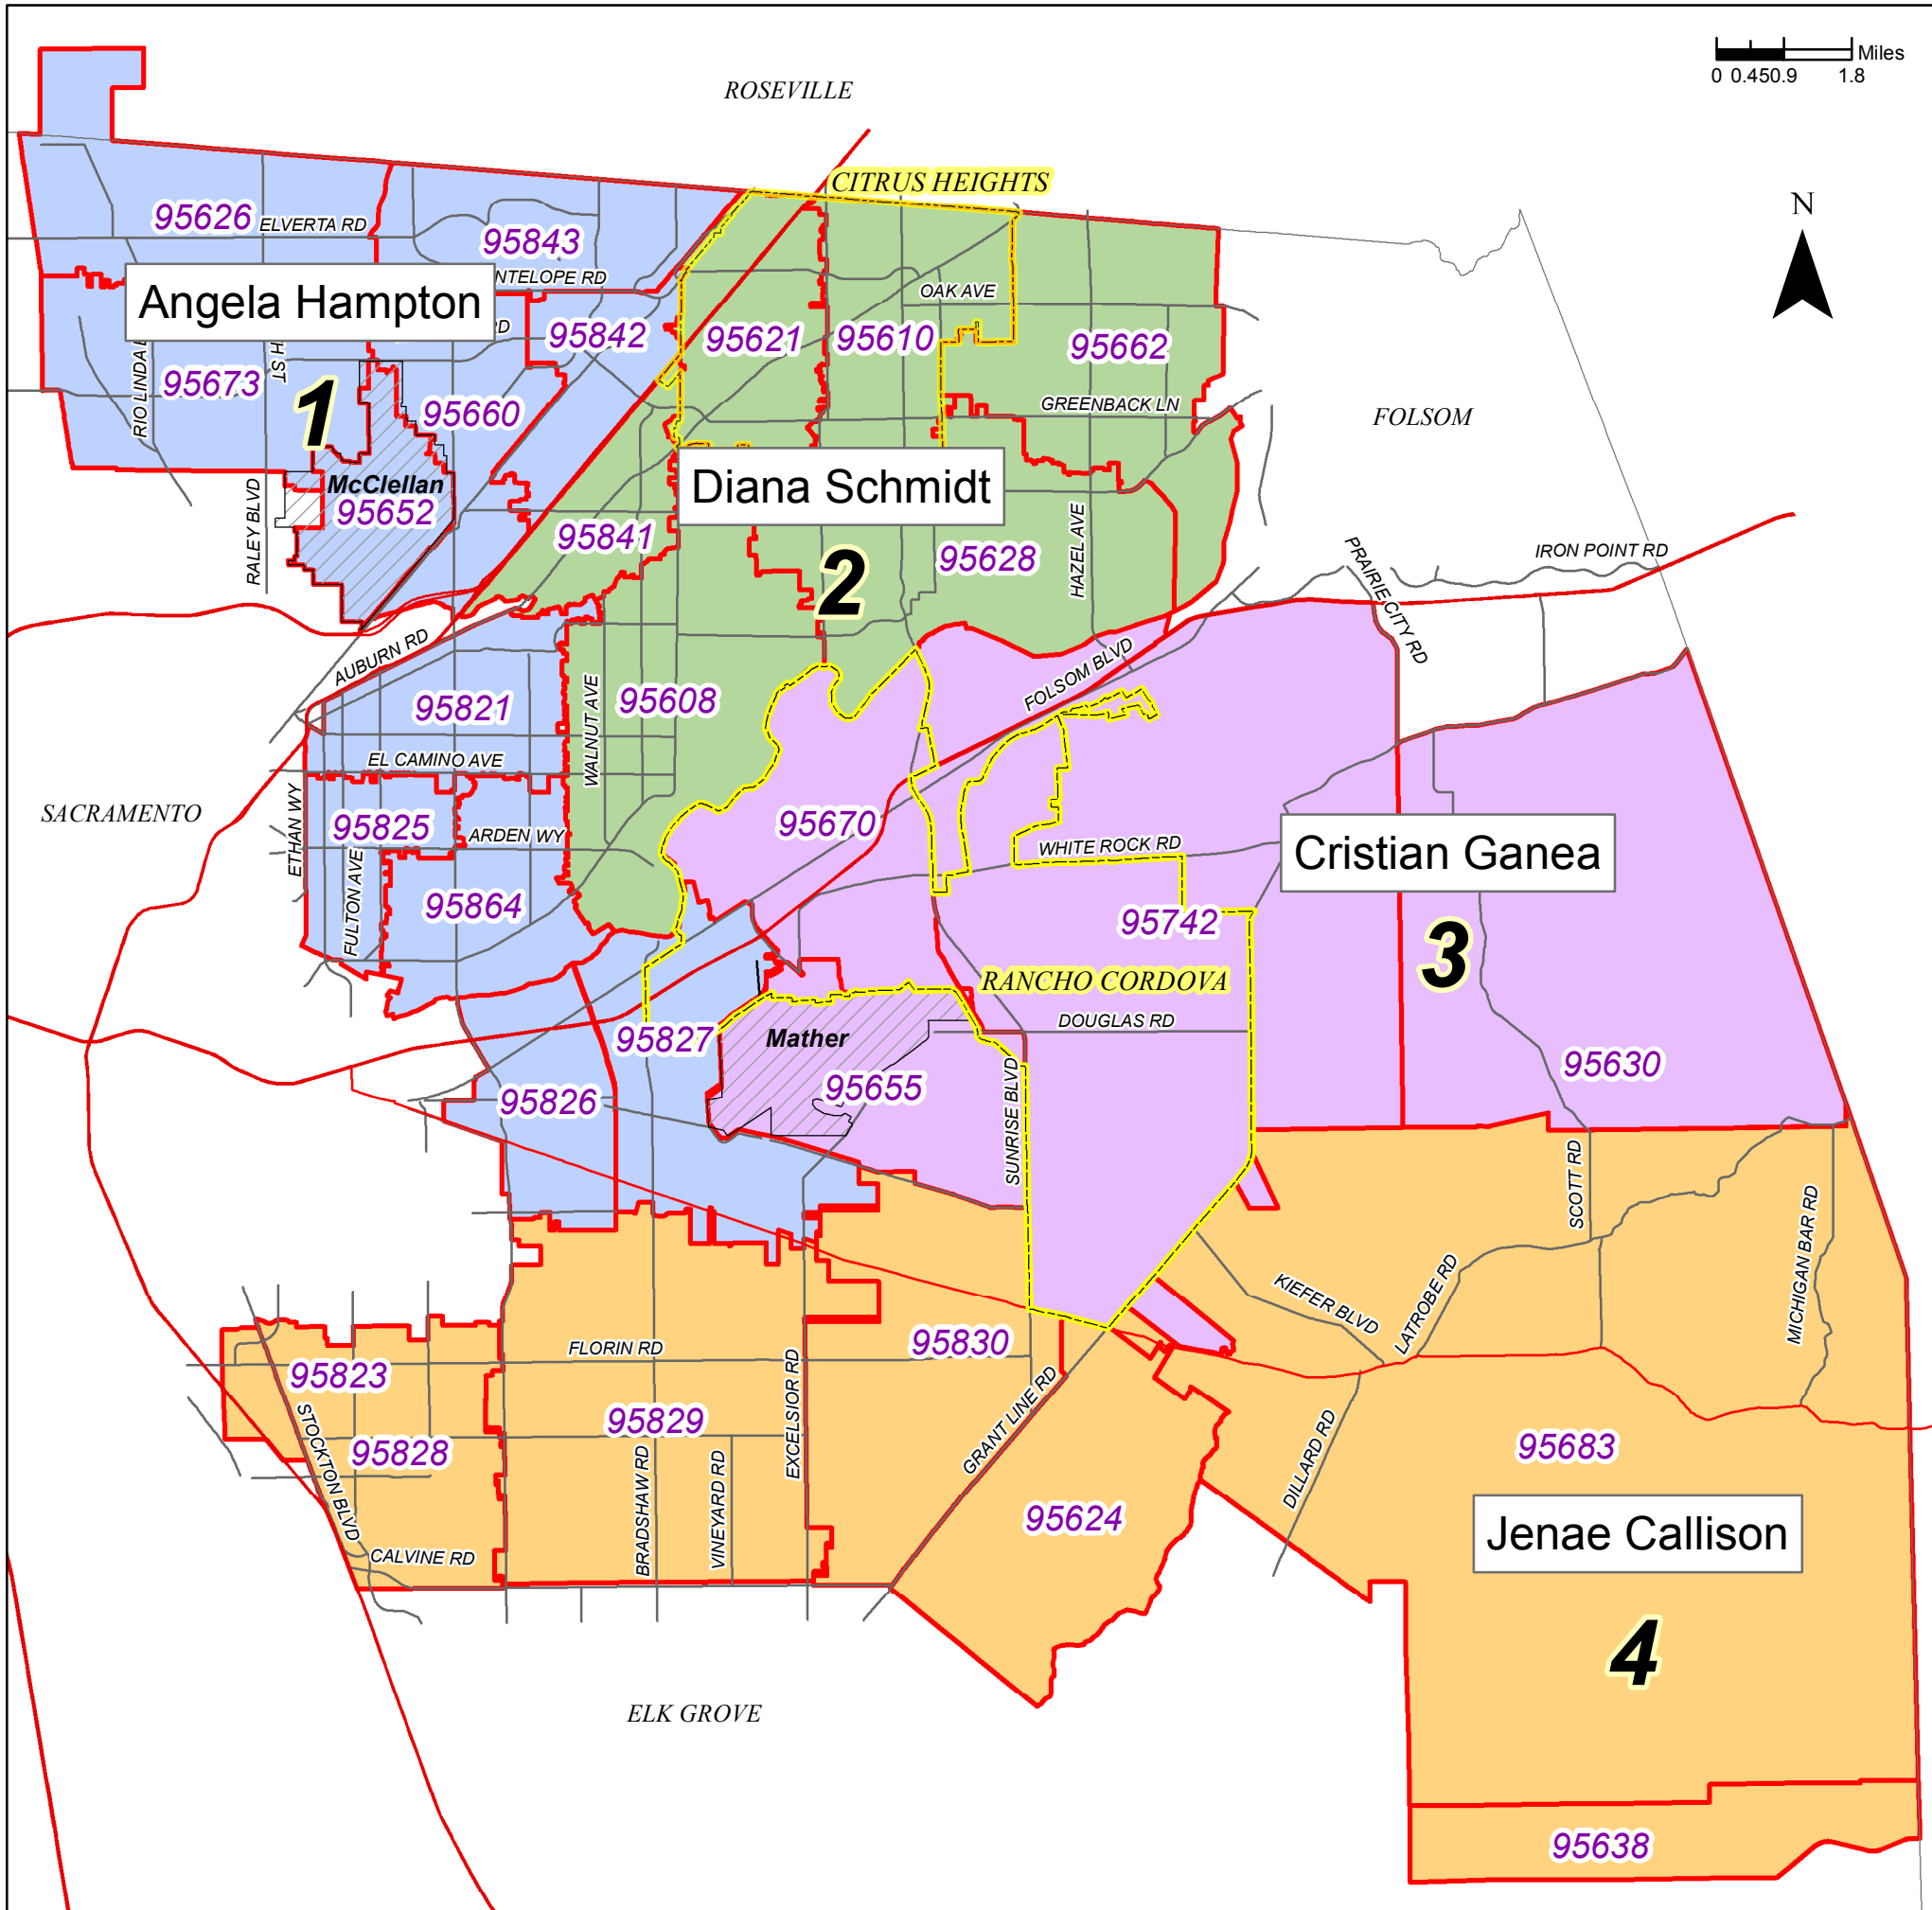 Miles
0 0.45 0.9 1.8
ROSEVILLE
CITRUS HEIGHTS
N
95626
ELVERTA RD
95843
NTELOPE RD
OAK AVE
Angela Hampton
RD
95842
95621
95610
95662
RIO LINDA B
H ST
95673
1
95660
GREENBACK LN
FOLSOM
McClellan
95652
RALEY BLVD
Diana Schmidt
95841
2
95628
HAZEL AVE
PRAIRIE CITY RD
IRON POINT RD
AUBURN RD
95821
WALNUT AVE
95608
FOLSOM BLVD
EL CAMINO AVE
SACRAMENTO
ETHAN WY
95825
ARDEN WY
95670
WHITE ROCK RD
Cristian Ganea
FULTON AVE
95864
95742
3
RANCHO CORDOVA
95827
Mather
DOUGLAS RD
95826
95655
SUNRISE BLVD
95630
SCOTT RD
MICHIGAN BAR RD
KIEFER BLVD
LATROBE RD
FLORIN RD
95830
95823
EXCELSIOR RD
95829
GRANT LINE RD
STOCKTON BLVD
95828
BRADSHAW RD
VINEYARD RD
DILLARD RD
95683
95624
Jenae Callison
CALVINE RD
4
ELK GROVE
95638